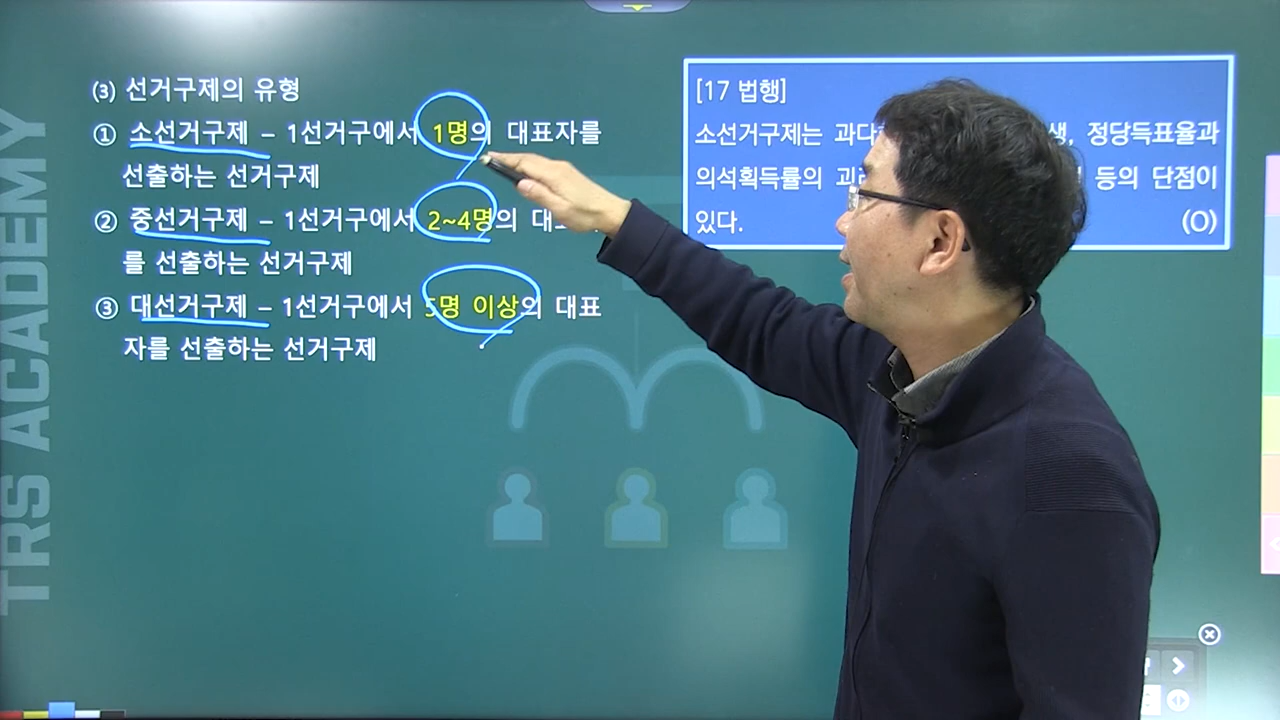 (3) 선거구제의 유형
① 소선거구제 – 1선거구에서 1명의 대표자를
선출하는 선거구제
② 중선거구제 – 1선거구에서 2~4명의
를 선출하는 선거구제
③ 대선거구제 – 1선거구에서 5명 이상의 대표
자를 선출하는 선거구제
[17 법행]
소선거구제는 정당득표율과
의석획득률의 등의 단점이
있다. (O)
TRS ACADEMY